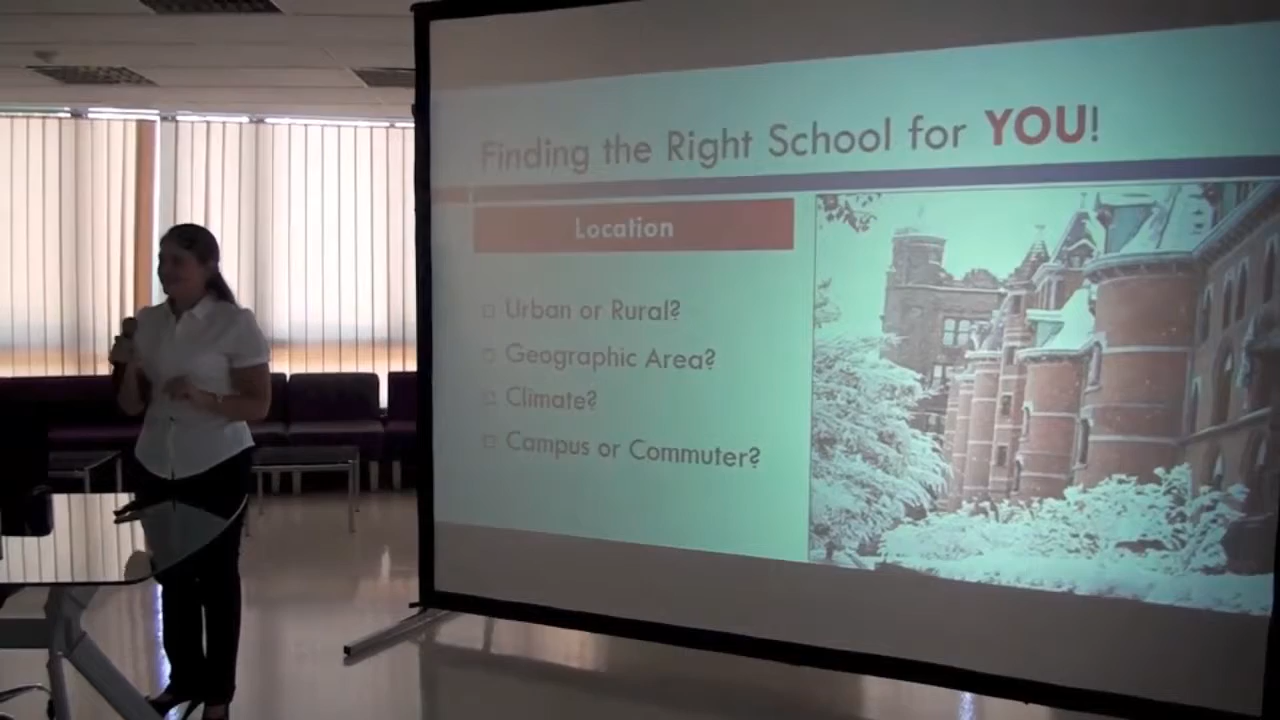 Finding the Right School for YOU!
Location
Urban or Rural?
Geographic Area?
Climate?
Campus or Commuter?